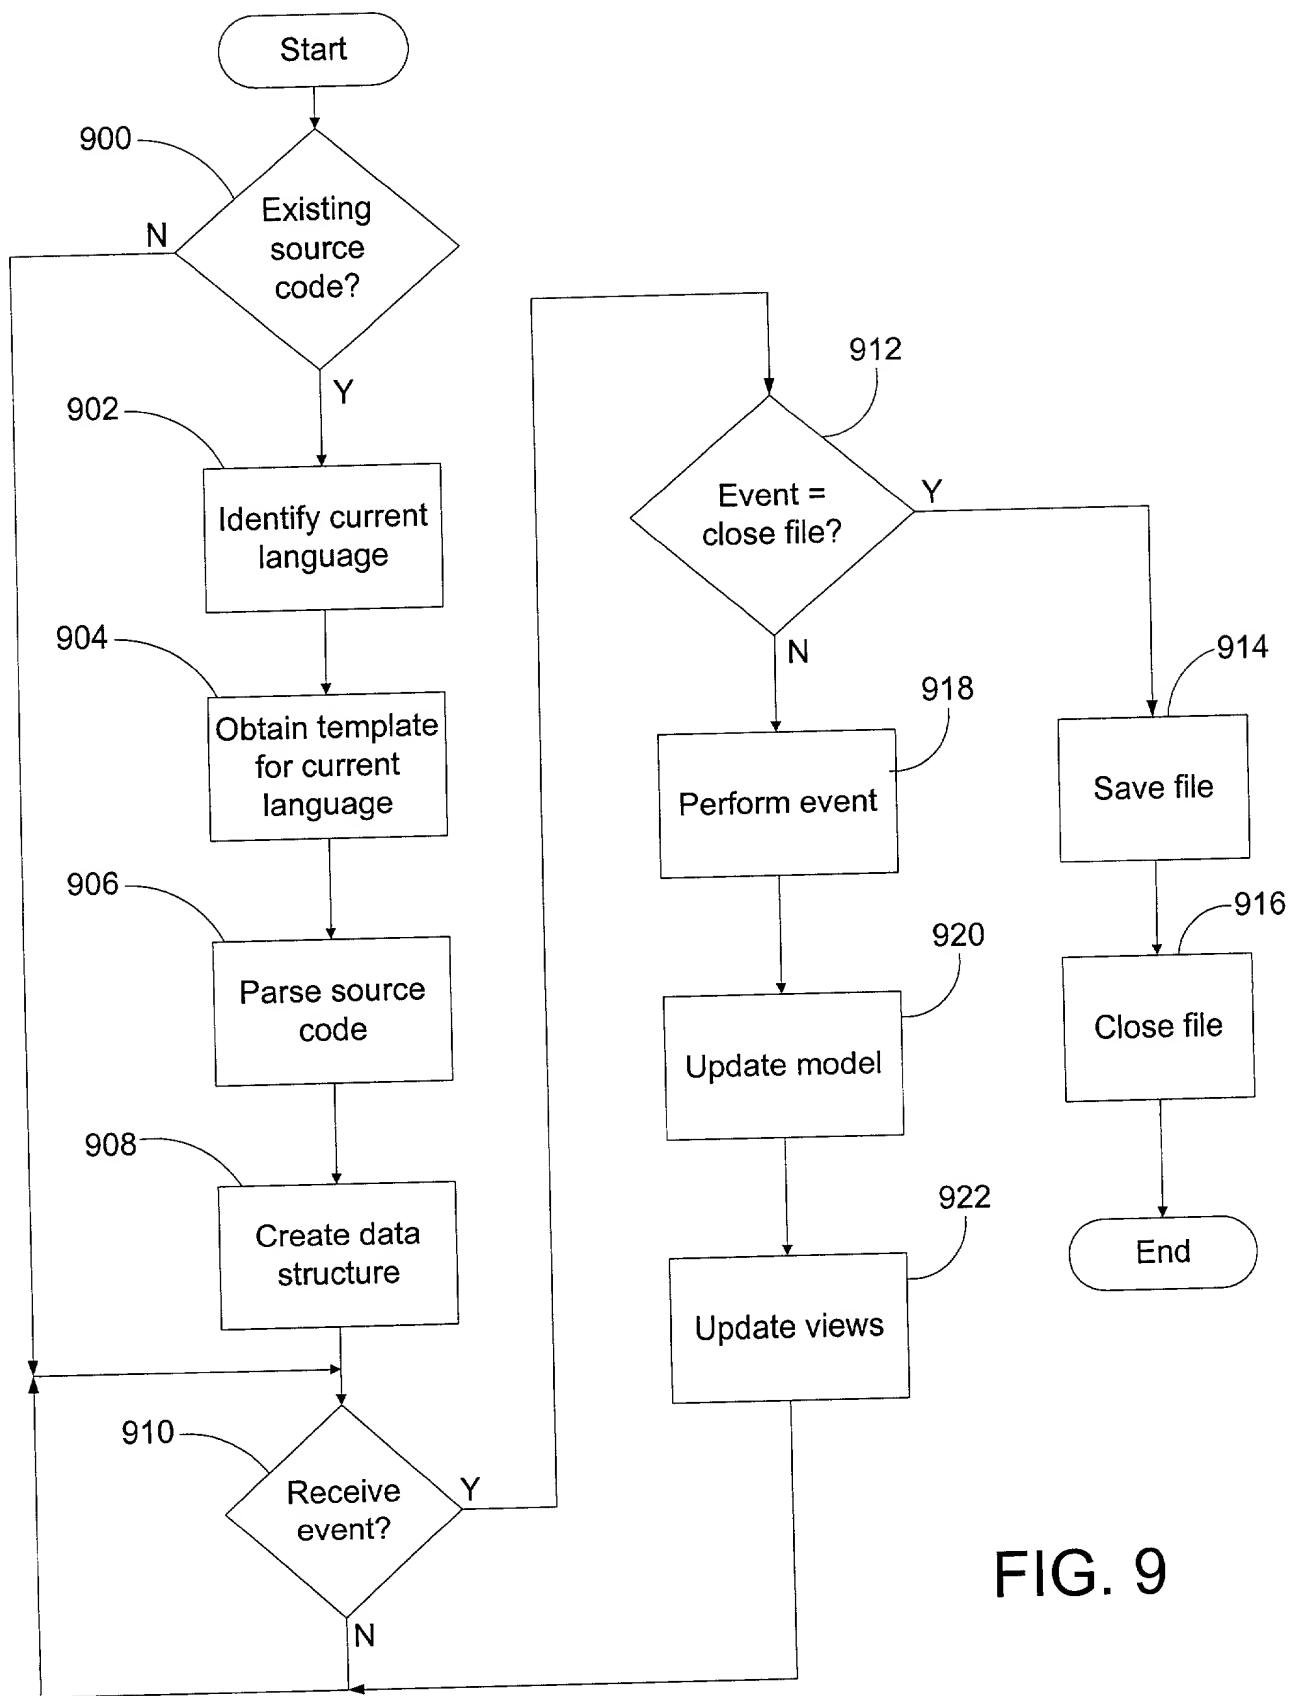 Start
900
Existing
source
code?
N
Y
902
Identify current
language
904
Obtain template
for current
language
906
Parse source
code
908
Create data
structure
910
Receive
event?
Y
N
912
Event =
close file?
Y
N
918
Perform event
920
Update model
922
Update views
914
Save file
916
Close file
End
FIG. 9